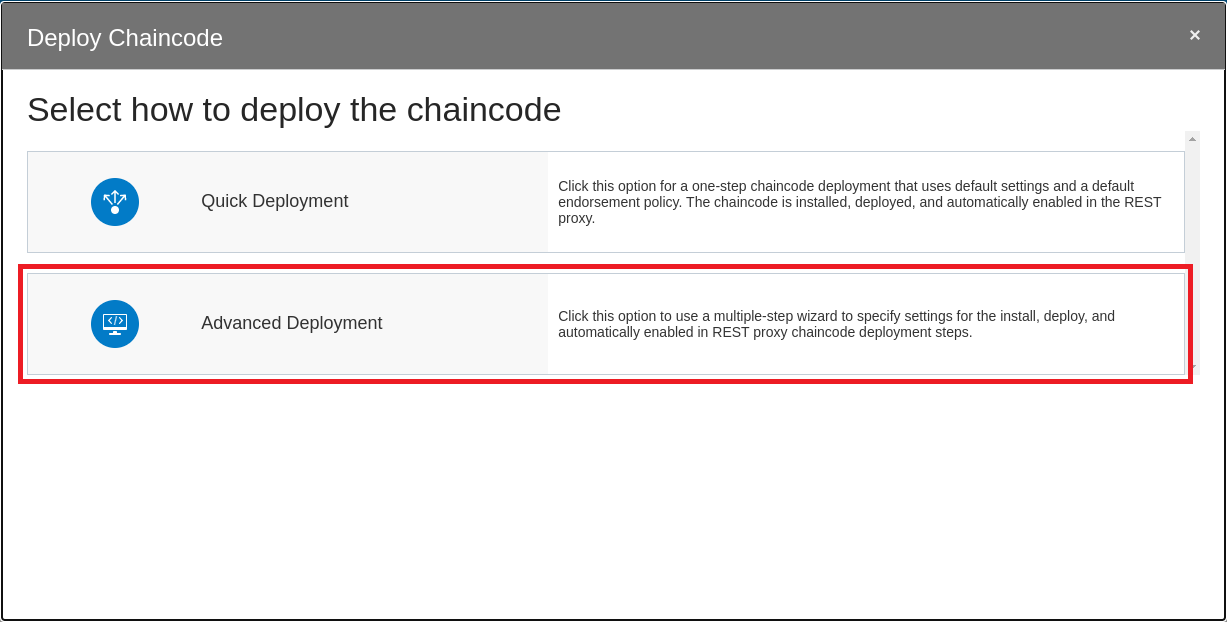 Deploy Chaincode
×
Select how to deploy the chaincode
Quick Deployment
Click this option for a one-step chaincode deployment that uses default settings and a default
endorsement policy. The chaincode is installed, deployed, and automatically enabled in the REST
proxy.
Advanced Deployment
Click this option to use a multiple-step wizard to specify settings for the install, deploy, and
automatically enabled in REST proxy chaincode deployment steps.